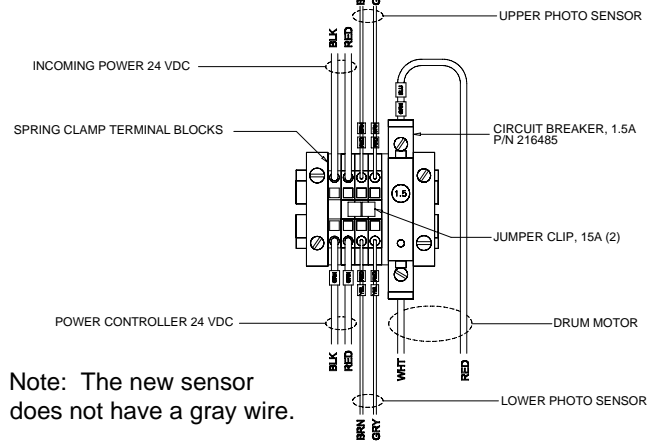 UPPER PHOTO SENSOR
BLK
RED
INCOMING POWER 24 VDC
SPRING CLAMP TERMINAL BLOCKS
CIRCUIT BREAKER, 1.5A
P/N 216485
1.5
JUMPER CLIP, 15A (2)
POWER CONTROLLER 24 VDC
DRUM MOTOR
BLK
RED
WHT
RED
Note: The new sensor
does not have a gray wire.
LOWER PHOTO SENSOR
BRN
GRY